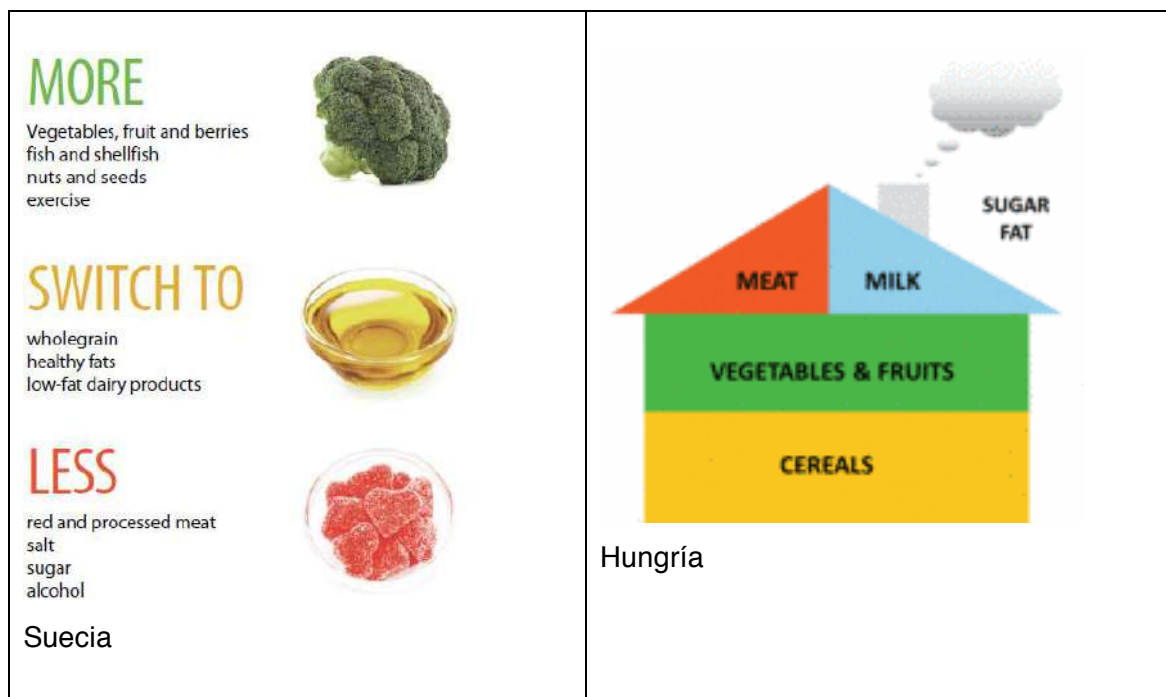 MORE
Vegetables, fruit and berries
fish and shellfish
nuts and seeds
exercise
SWITCH TO
wholegrain
healthy fats
low-fat dairy products
LESS
red and processed meat
salt
sugar
alcohol
Suecia
SUGAR
FAT
MEAT
MILK
VEGETABLES & FRUITS
CEREALS
Hungría